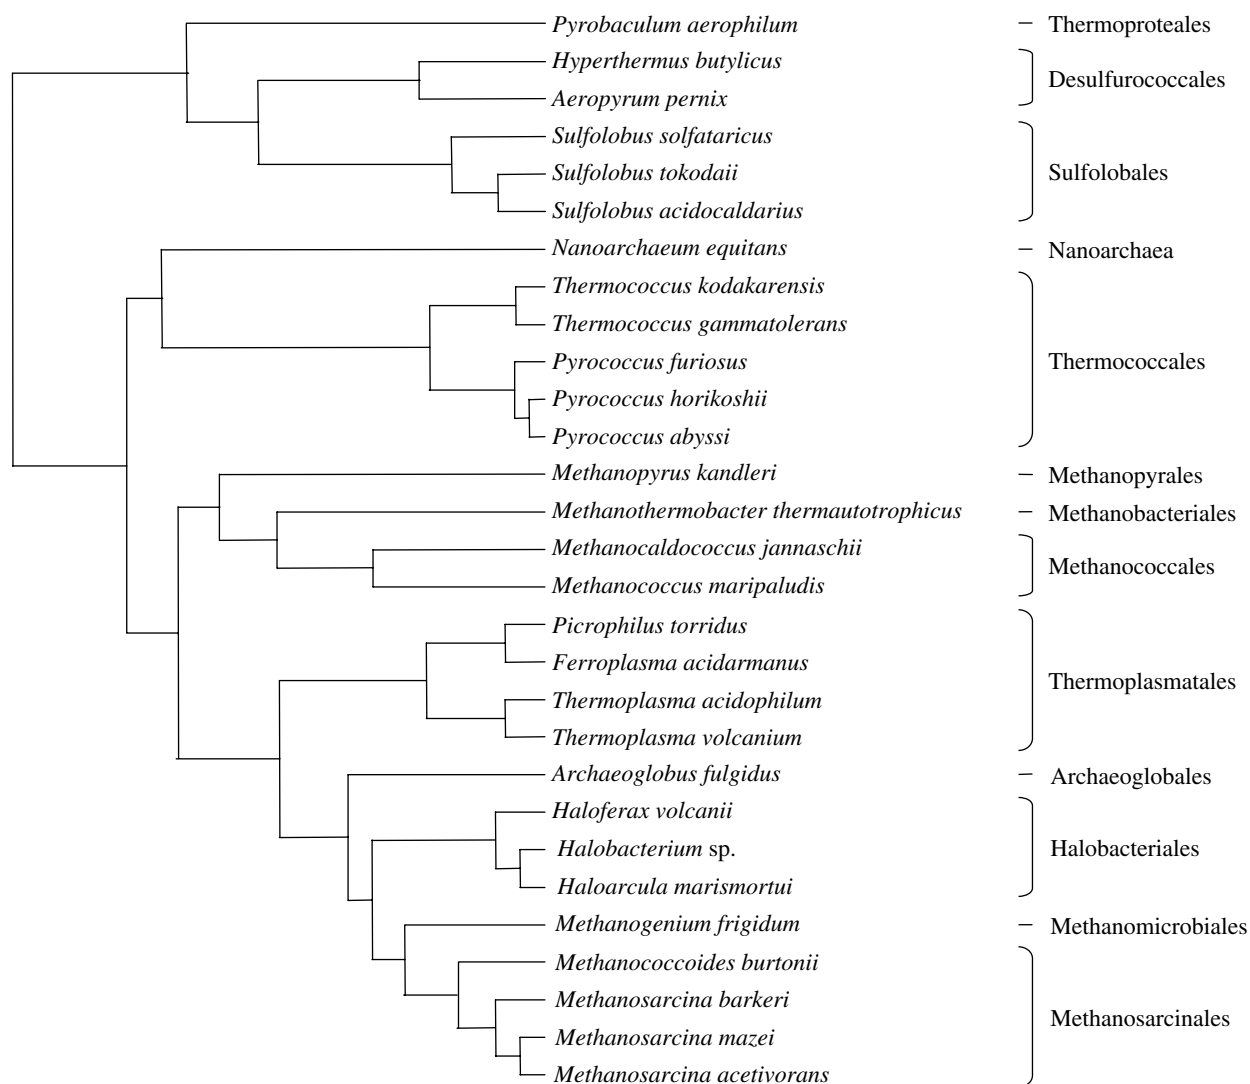 Pyrobaculum aerophilum Thermoproteales
Hyperthermus butylicus
Desulfurococcales
Aeropyrum pernix
Sulfolobus solfataricus
Sulfolobus tokodaii Sulfolobales
Sulfolobus acidocaldarius
Nanoarchaeum equitans Nanoarchaea
Thermococcus kodakarensis
Thermococcus gammatolerans
Pyrococcus furiosus Thermococcales
Pyrococcus horikoshii
Pyrococcus abyssi
Methanopyrus kandleri Methanopyrales
Methanothermobacter thermautotrophicus Methanobacteriales
Methanocaldococcus jannaschii
Methanococcales
Methanococcus maripaludis
Picrophilus torridus
Ferroplasma acidarmanus
Thermoplasmatales
Thermoplasma acidophilum
Thermoplasma volcanium
Archaeoglobus fulgidus Archaeoglobales
Haloferax volcanii
Halobacterium sp. Halobacteriales
Haloarcula marismortui
Methanogenium frigidum Methanomicrobiales
Methanococcoides burtonii
Methanosarcina barkeri
Methanosarcinales
Methanosarcina mazei
Methanosarcina acetivorans